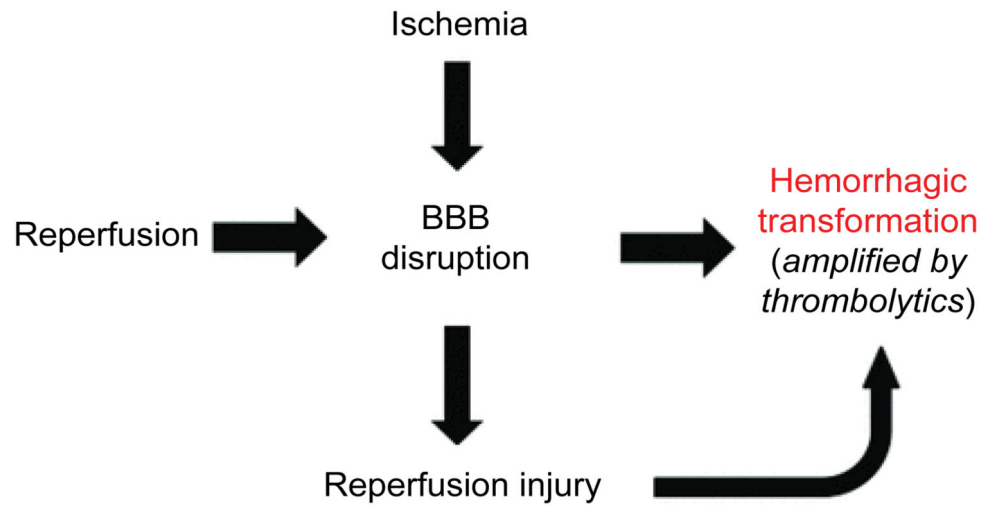 Ischemia
Reperfusion
BBB
disruption
Hemorrhagic
transformation
(amplified by
thrombolytics)
Reperfusion injury